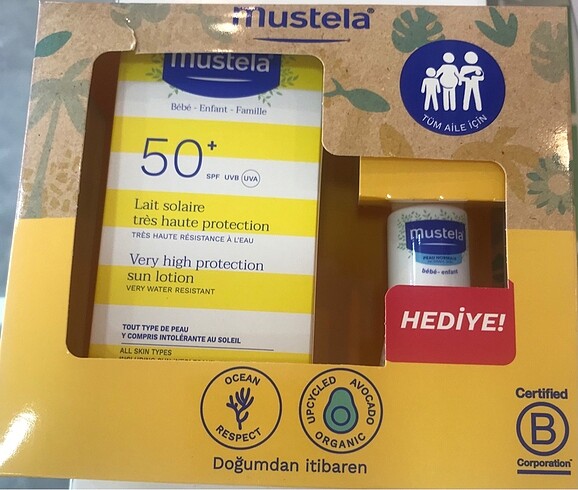 mustela
TÜM AİLE İÇİN
mustela
Bébé - Enfant - Famille
50+
SPF UVB UVA
Lait solaire
très haute protection
TRÈS HAUTE RÉSISTANCE À L'EAU
Very high protection
sun lotion
VERY WATER RESISTANT
TOUT TYPE DE PEAU
Y COMPRIS INTOLÉRANTE AU SOLEIL
ALL SKIN TYPES
mustela
PEAU NORMALE
bébé-enfant
HEDİYE!
OCEAN
RESPECT
UPCYCLED AVOCADO
ORGANIC
Doğumdan itibaren
Certified
B
Corporation